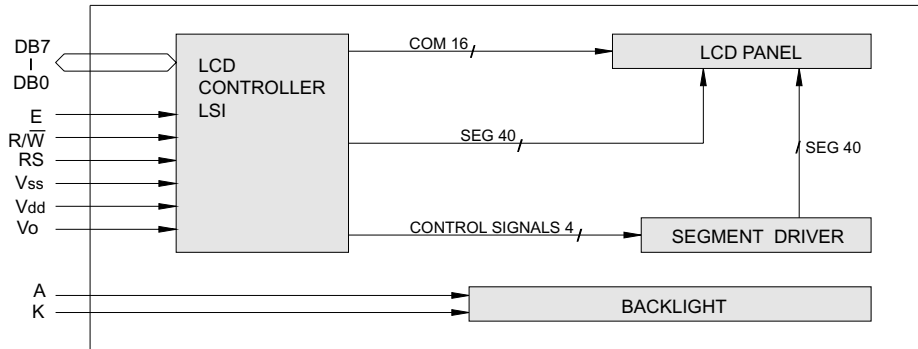 DB7
DB0
E
R/W̅
RS
Vss
Vdd
Vo
A
K
LCD
CONTROLLER
LSI
COM 16
SEG 40
CONTROL SIGNALS 4
LCD PANEL
SEG 40
SEGMENT DRIVER
BACKLIGHT